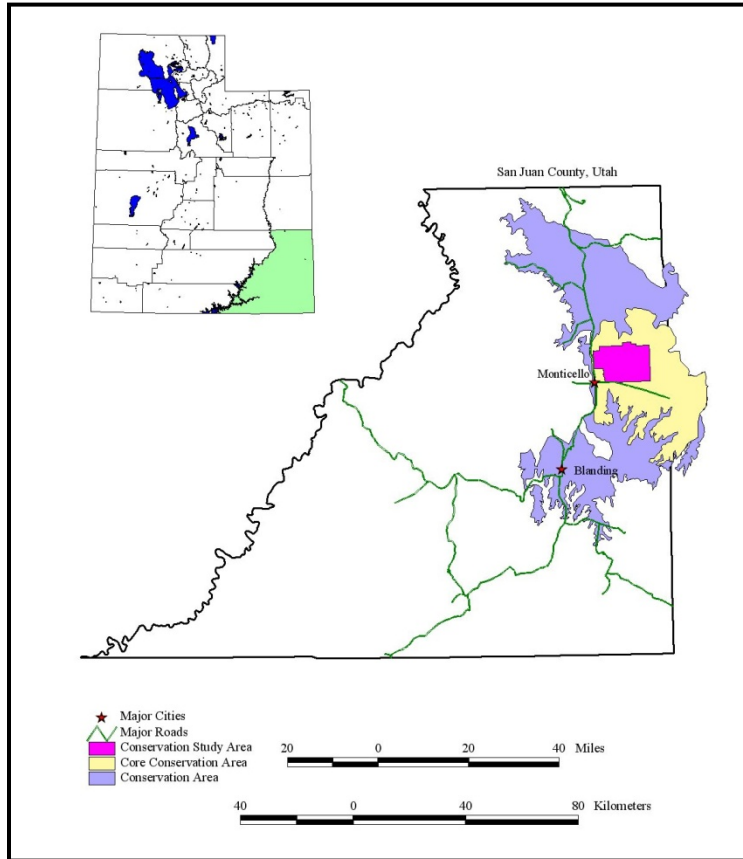 San Juan County, Utah
Monticello
Blanding
Major Cities
Major Roads
Conservation Study Area
Core Conservation Area
Conservation Area
20 0 20 40 Miles
40 0 40 80 Kilometers